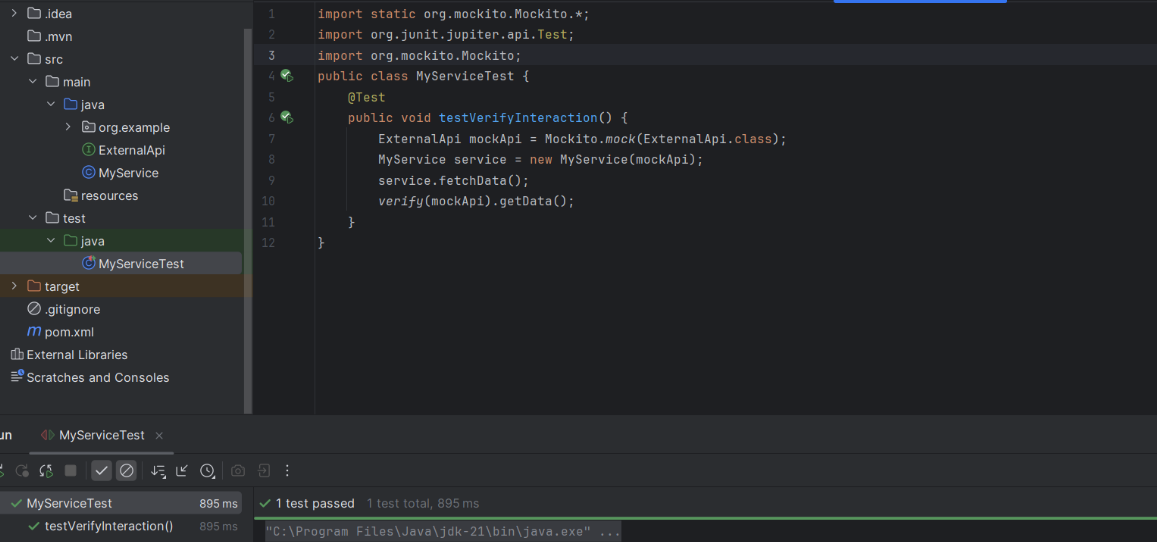 .idea
.mvn
src
main
java
org.example
ExternalApi
MyService
resources
test
java
MyServiceTest
target
.gitignore
m pom.xml
External Libraries
Scratches and Consoles
1 import static org.mockito.Mockito.*;
2 import org.junit.jupiter.api.Test;
3 import org.mockito.Mockito;
4 public class MyServiceTest {
5 @Test
6 public void testVerifyInteraction() {
7 ExternalApi mockApi = Mockito.mock(ExternalApi.class);
8 MyService service = new MyService(mockApi);
9 service.fetchData();
10 verify(mockApi).getData();
11 }
12 }
un MyServiceTest
MyServiceTest 895 ms
testVerifyInteraction() 895 ms
1 test passed 1 test total, 895 ms
"C:\Program Files\Java\jdk-21\bin\java.exe" ...